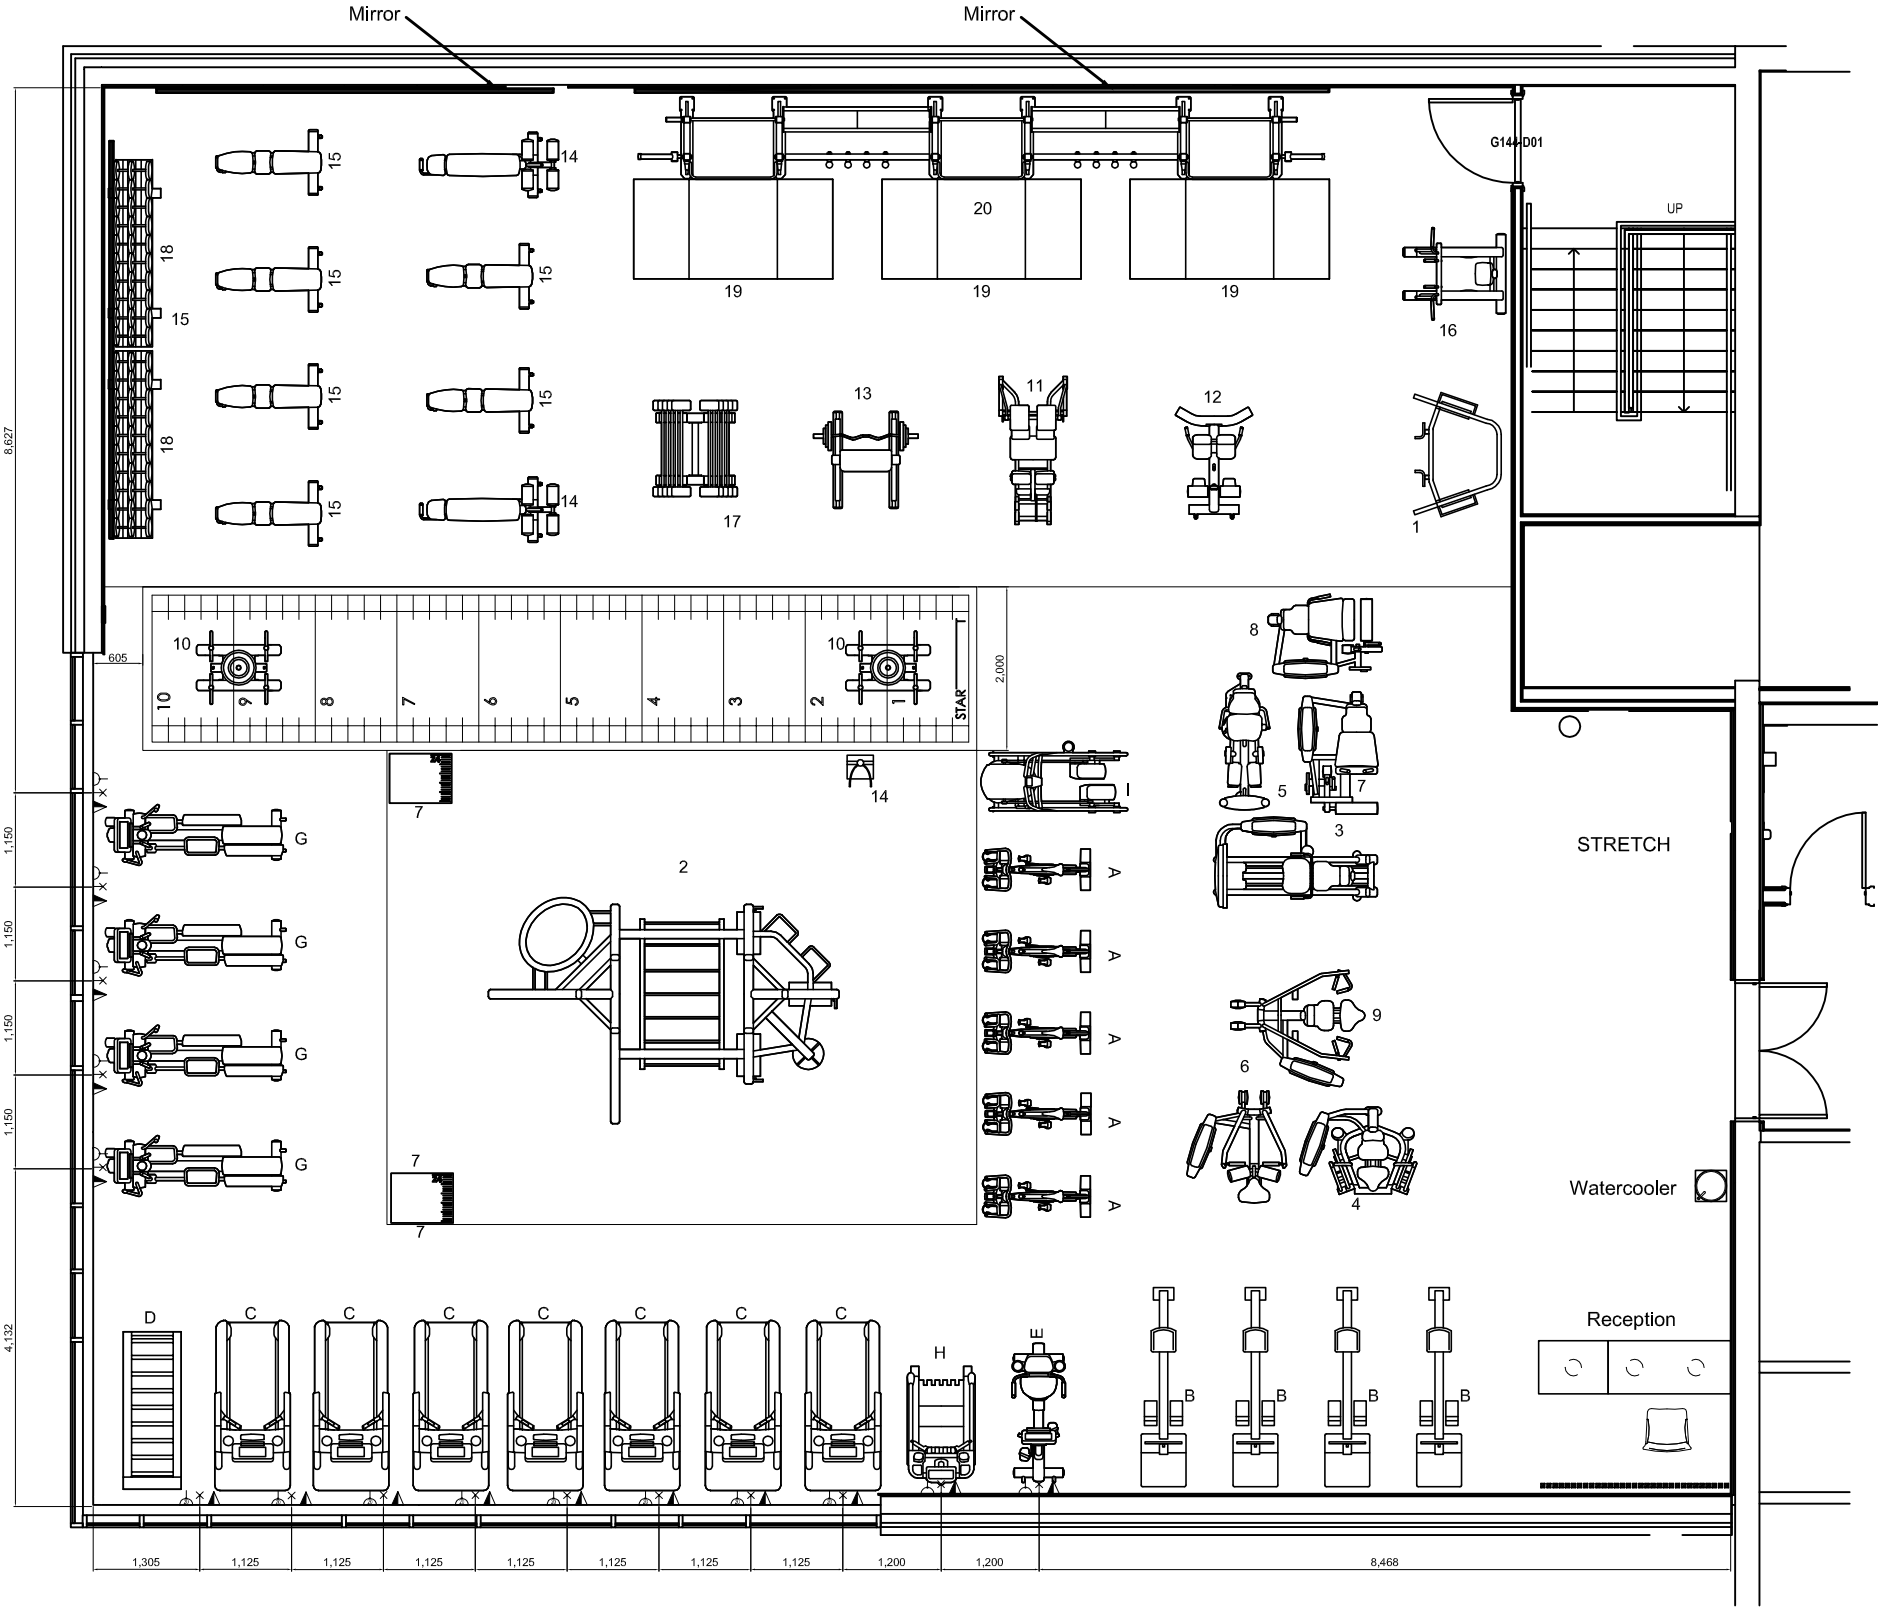 Mirror
Mirror
15
14
G144-D01
UP
18
15
15
20
19
19
19
15
16
15
15
13
11
12
18
15
14
17
1
8,627
10
10
8
605
2,000
10
9
8
7
6
5
4
3
2
1
START
7
14
I
5
7
3
STRETCH
1,150
G
2
A
1,150
G
A
1,150
G
A
9
6
1,150
G
7
7
A
A
4
Watercooler
4,132
D
C
C
C
C
C
C
C
H
E
B
B
B
B
Reception
1,305
1,125
1,125
1,125
1,125
1,125
1,125
1,125
1,200
1,200
8,468